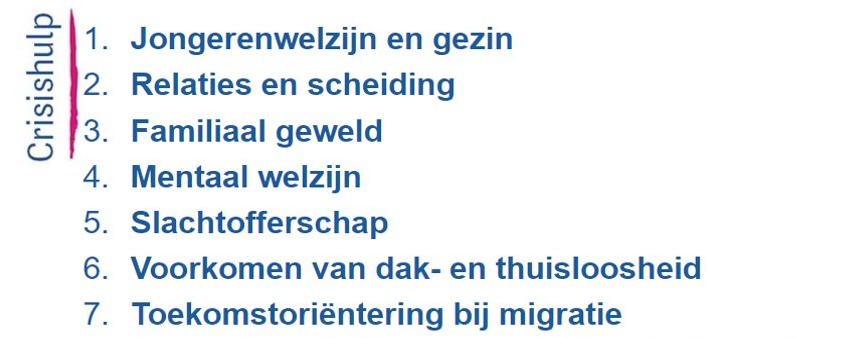 Crisishulp
1. Jongerenwelzijn en gezin
2. Relaties en scheiding
3. Familiaal geweld
4. Mentaal welzijn
5. Slachtofferschap
6. Voorkomen van dak- en thuisloosheid
7. Toekomstoriëntering bij migratie